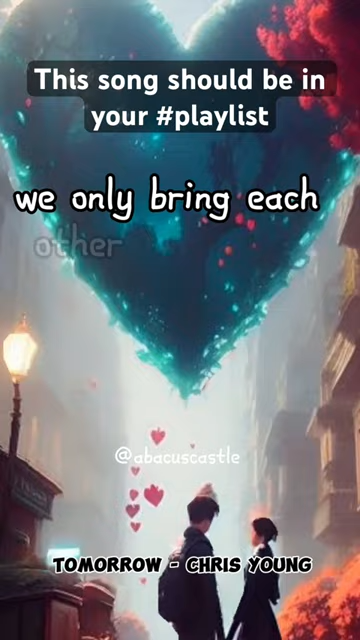 This song should be in
your #playlist
we only bring each
other
@abacuscastle
TOMORROW - CHRIS YOUNG